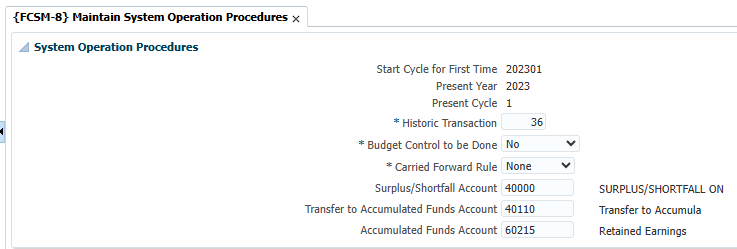 {FCSM-8} Maintain System Operation Procedures ×
System Operation Procedures
Start Cycle for First Time 202301
Present Year 2023
Present Cycle 1
* Historic Transaction 36
* Budget Control to be Done No
* Carried Forward Rule None
Surplus/Shortfall Account 40000 SURPLUS/SHORTFALL ON
Transfer to Accumulated Funds Account 40110 Transfer to Accumula
Accumulated Funds Account 60215 Retained Earnings